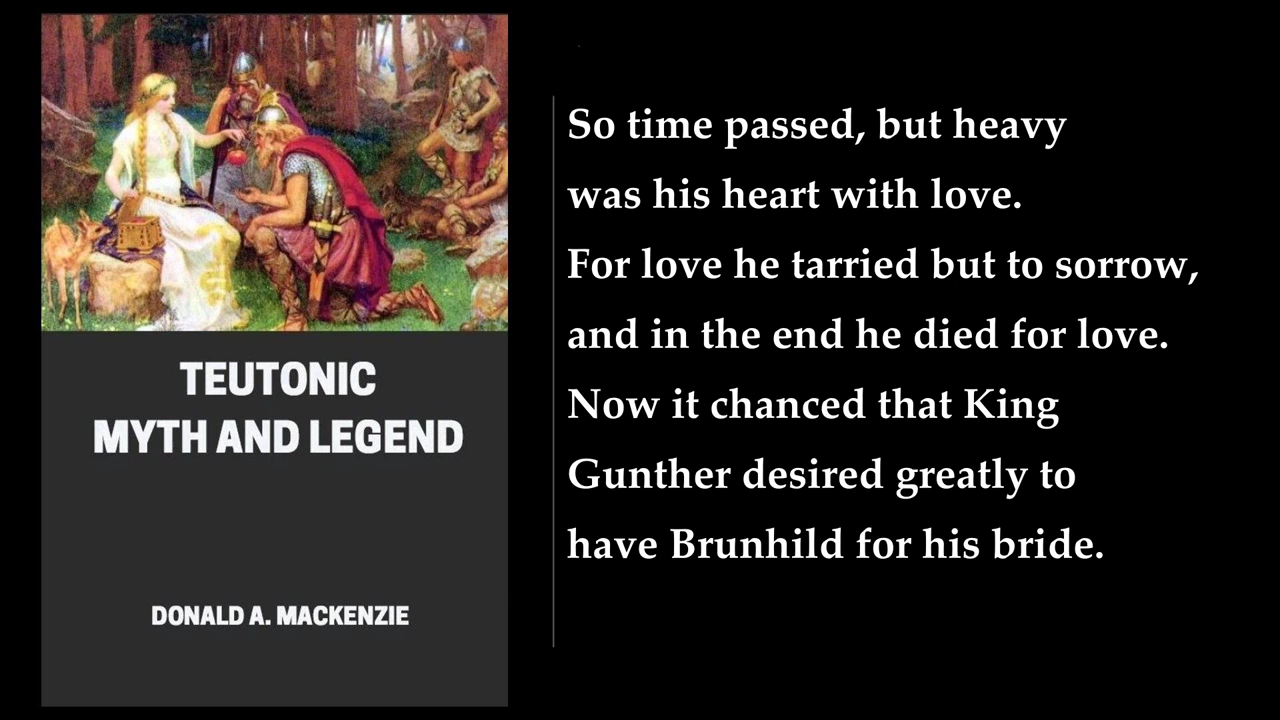 TEUTONIC
MYTH AND LEGEND
DONALD A. MACKENZIE
So time passed, but heavy
was his heart with love.
For love he tarried but to sorrow,
and in the end he died for love.
Now it chanced that King
Gunther desired greatly to
have Brunhild for his bride.